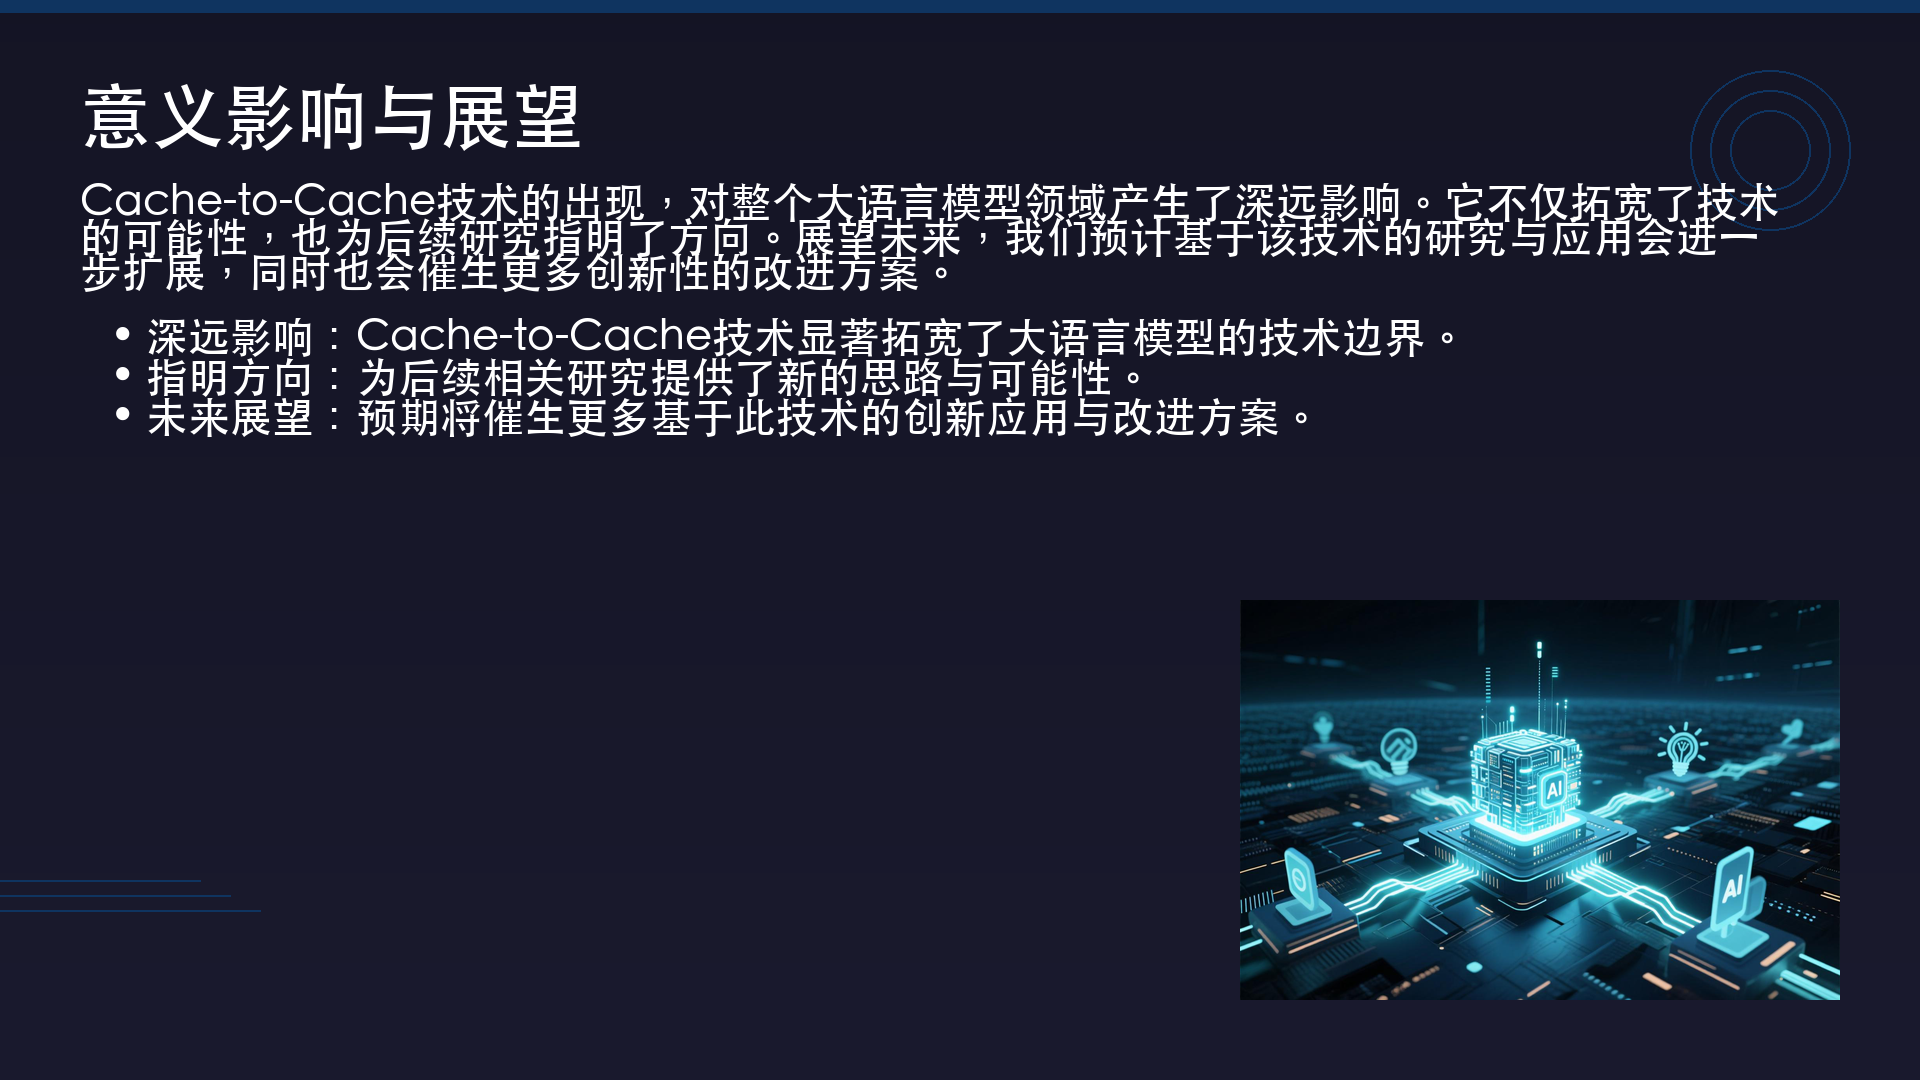 意义影响与展望
Cache-to-Cache技术的出现，对整个大语言模型领域产生了深远影响。它不仅拓宽了技术
的可能性，也为后续研究指明了方向。展望未来，我们预计基于该技术的研究与应用会进一
步扩展，同时也会催生更多创新性的改进方案。
• 深远影响：Cache-to-Cache技术显著拓宽了大语言模型的技术边界。
• 指明方向：为后续相关研究提供了新的思路与可能性。
• 未来展望：预期将催生更多基于此技术的创新应用与改进方案。
AI
AI